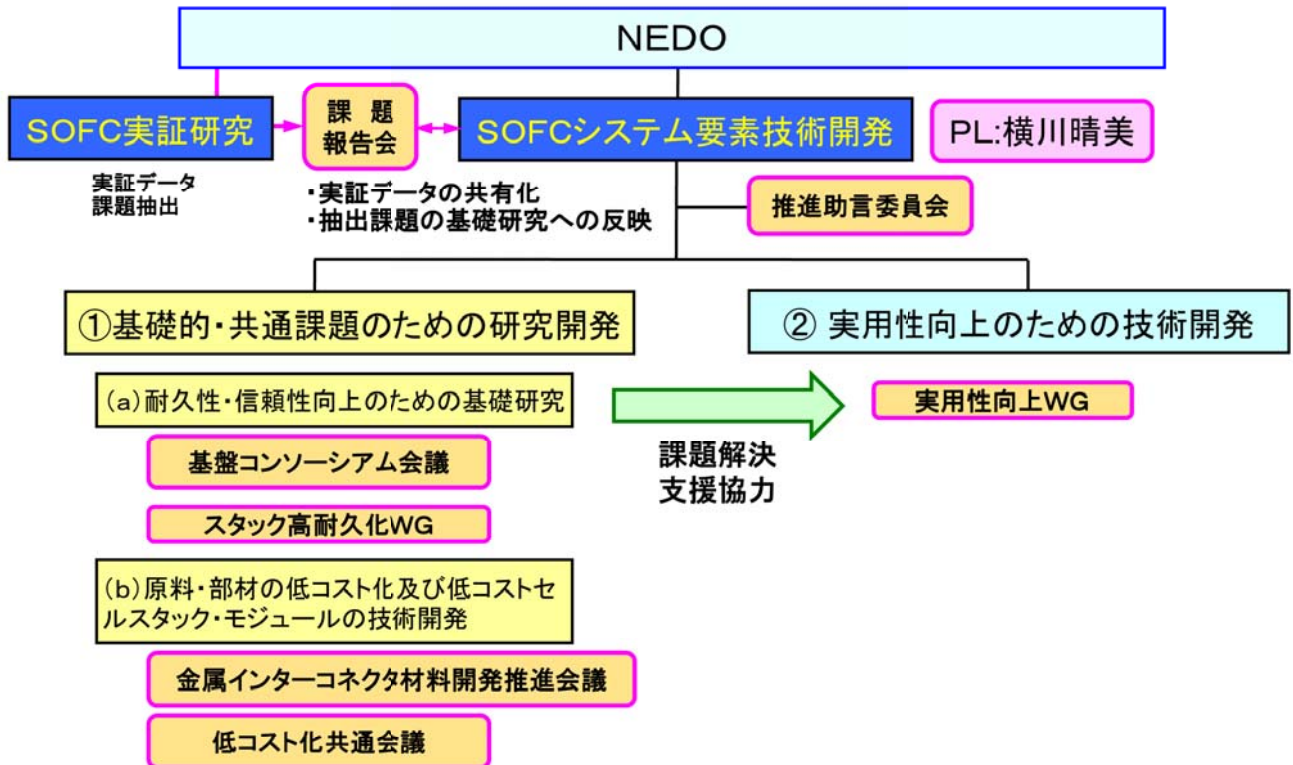 NEDO
SOFC実証研究
課 題
報告会
SOFCシステム要素技術開発
PL:横川晴美
実証データ
課題抽出
・実証データの共有化
・抽出課題の基礎研究への反映
推進助言委員会
①基礎的・共通課題のための研究開発
② 実用性向上のための技術開発
(a)耐久性・信頼性向上のための基礎研究
実用性向上WG
基盤コンソーシアム会議
課題解決
支援協力
スタック高耐久化WG
(b)原料・部材の低コスト化及び低コストセ
ルスタック・モジュールの技術開発
金属インターコネクタ材料開発推進会議
低コスト化共通会議